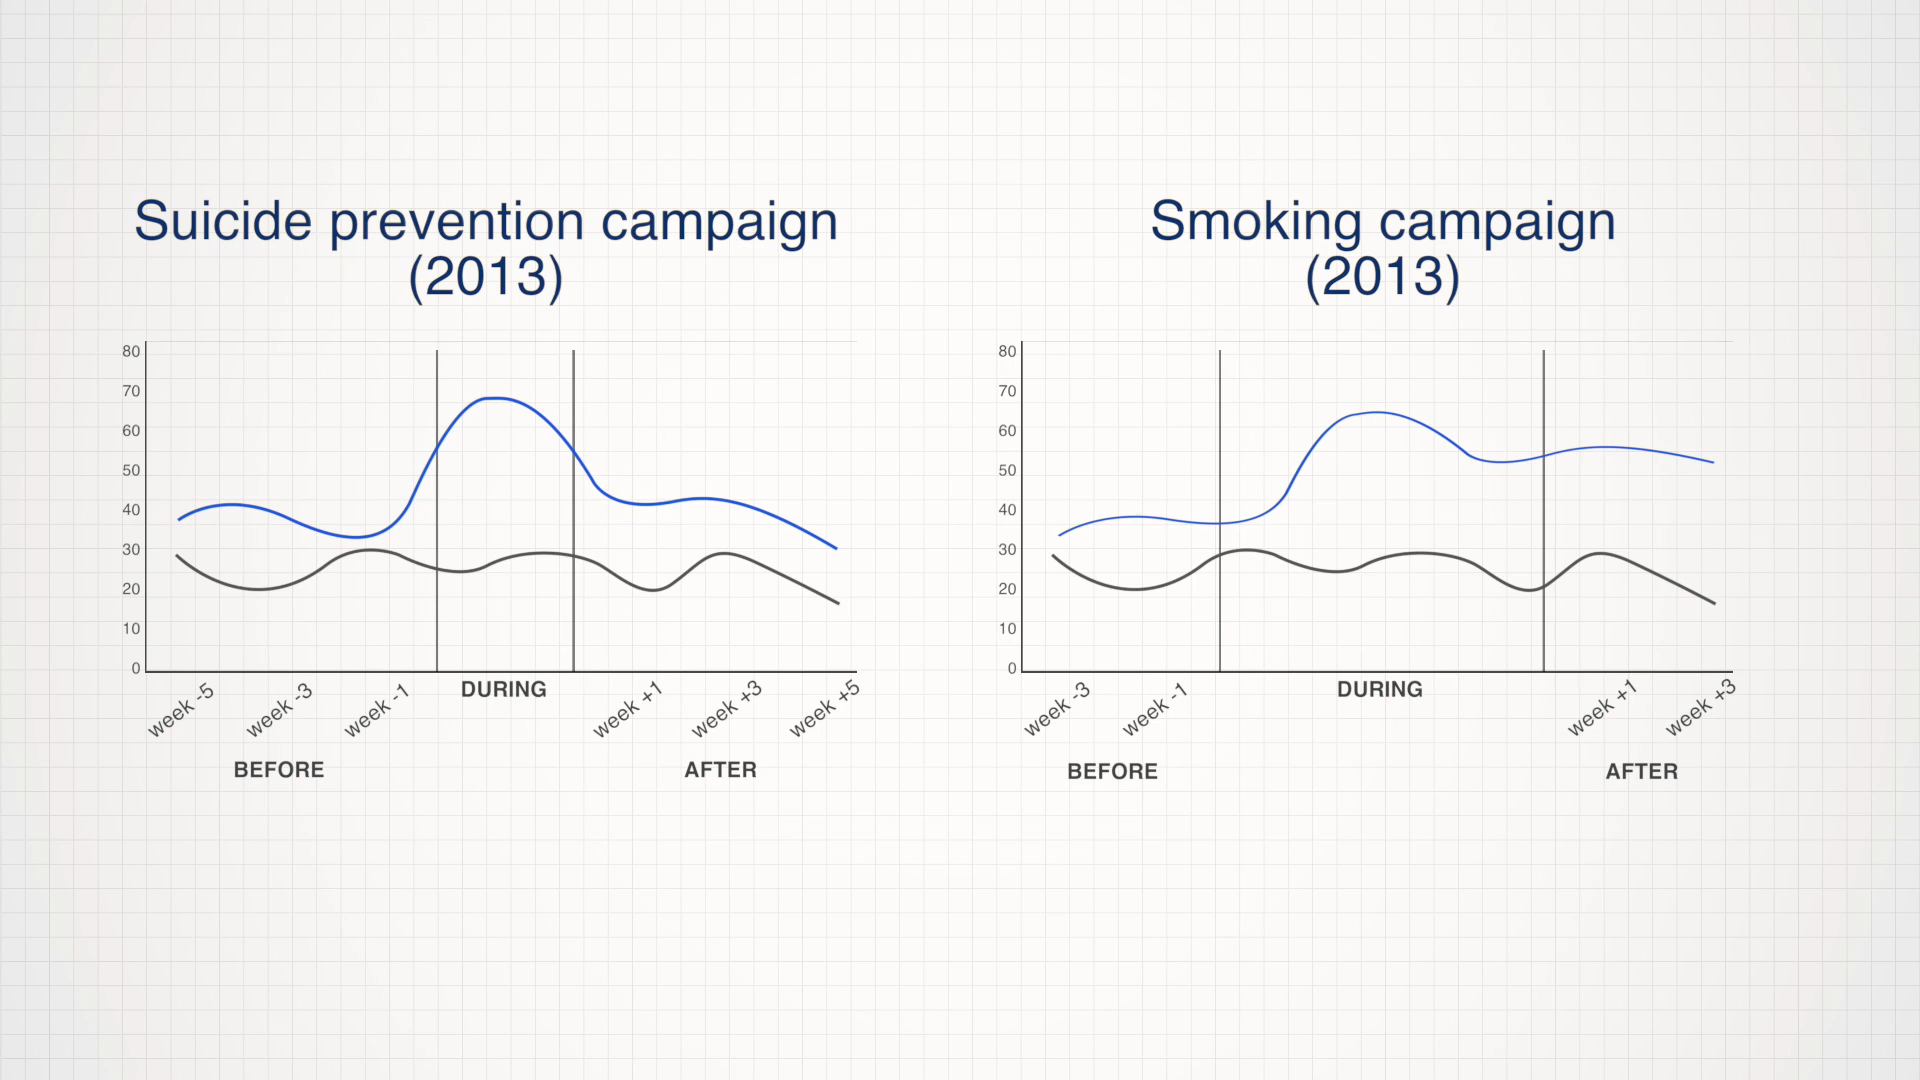 Suicide prevention campaign
(2013)
80
70
60
50
40
30
20
10
0
week -5
week -3
week -1
DURING
week +1
week +3
week +5
BEFORE
AFTER
Smoking campaign
(2013)
80
70
60
50
40
30
20
10
0
week -3
week -1
DURING
week +1
week +3
BEFORE
AFTER